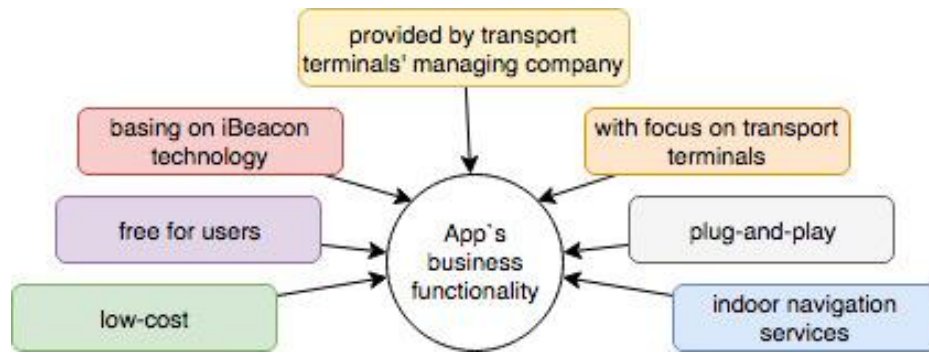 provided by transport
terminals' managing company
basing on iBeacon
technology
with focus on transport
terminals
free for users
App`s
business
functionality
plug-and-play
low-cost
indoor navigation
services